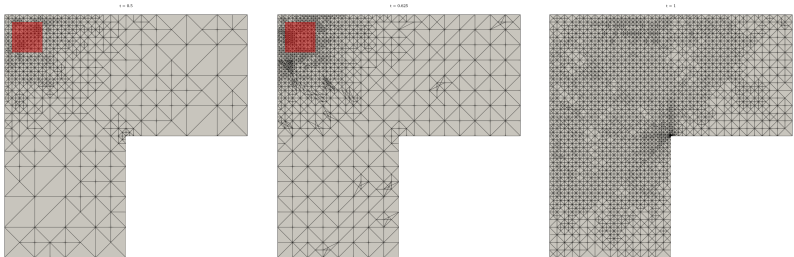 t = 0.5
t = 0.625
t = 1